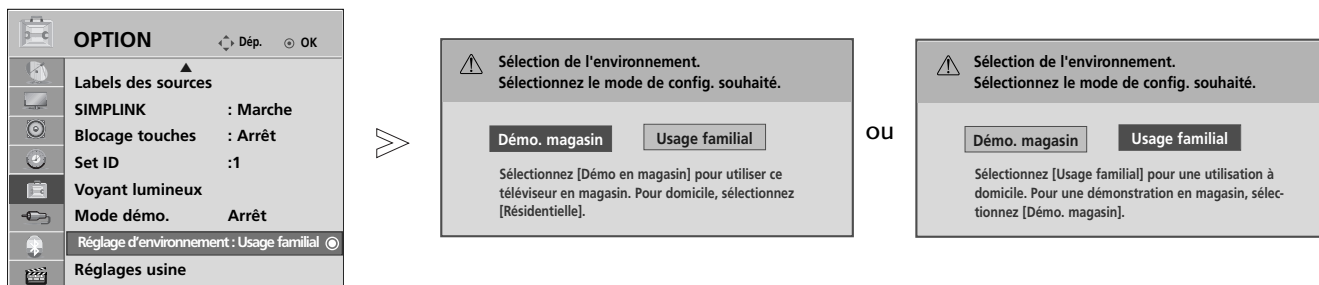 OPTION Dép. OK
Labels des sources
SIMPLINK : Marche
Blocage touches : Arrêt
Set ID :1
Voyant lumineux
Mode démo. Arrêt
Réglage d'environnement : Usage familial
Réglages usine
Sélection de l'environnement.
Sélectionnez le mode de config. souhaité.
Démo. magasin Usage familial
Sélectionnez [Démo en magasin] pour utiliser ce
téléviseur en magasin. Pour domicile, sélectionnez
[Résidentielle].
ou
Sélection de l'environnement.
Sélectionnez le mode de config. souhaité.
Démo. magasin Usage familial
Sélectionnez [Usage familial] pour une utilisation à
domicile. Pour une démonstration en magasin, sélec-
tionnez [Démo. magasin].